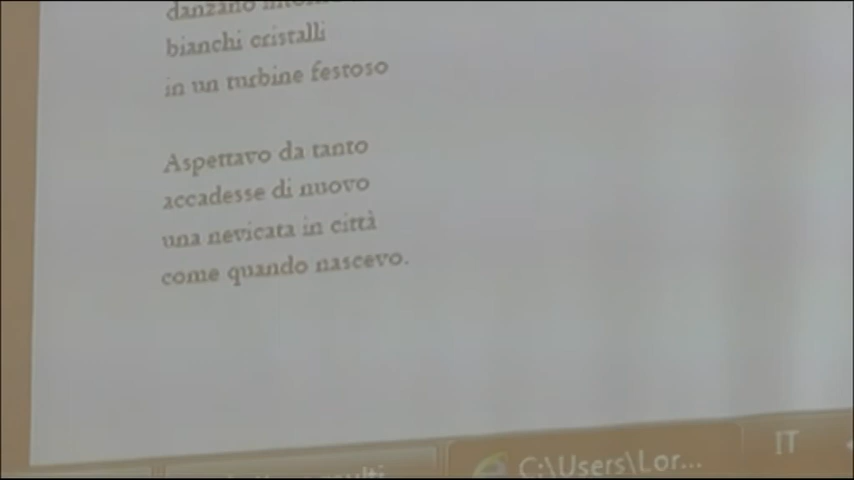 danzano
bianchi cristalli
in un turbine festoso
Aspettavo da tanto
accadesse di nuovo
una nevicata in città
come quando nascevo.
C:\Users\Lor...
IT